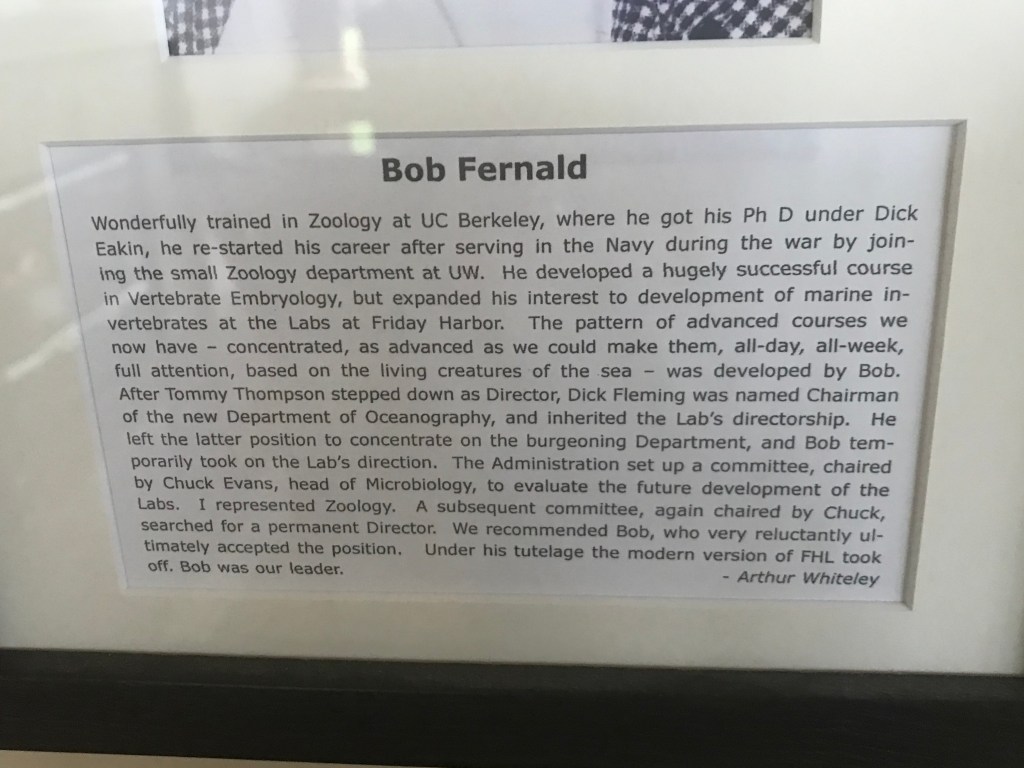 Bob Fernald
Wonderfully trained in Zoology at UC Berkeley, where he got his Ph D under Dick
Eakin, he re-started his career after serving in the Navy during the war by join-
ing the small Zoology department at UW.  He developed a hugely successful course
in Vertebrate Embryology, but expanded his interest to development of marine in-
vertebrates at the Labs at Friday Harbor.  The pattern of advanced courses we
now have – concentrated, as advanced as we could make them, all-day, all-week,
full attention, based on the living creatures of the sea – was developed by Bob.
After Tommy Thompson stepped down as Director, Dick Fleming was named Chairman
of the new Department of Oceanography, and inherited the Lab's directorship.  He
left the latter position to concentrate on the burgeoning Department, and Bob tem-
porarily took on the Lab's direction.  The Administration set up a committee, chaired
by Chuck Evans, head of Microbiology, to evaluate the future development of the
Labs.  I represented Zoology.  A subsequent committee, again chaired by Chuck,
searched for a permanent Director.  We recommended Bob, who very reluctantly ul-
timately accepted the position.  Under his tutelage the modern version of FHL took
off. Bob was our leader.
- Arthur Whiteley